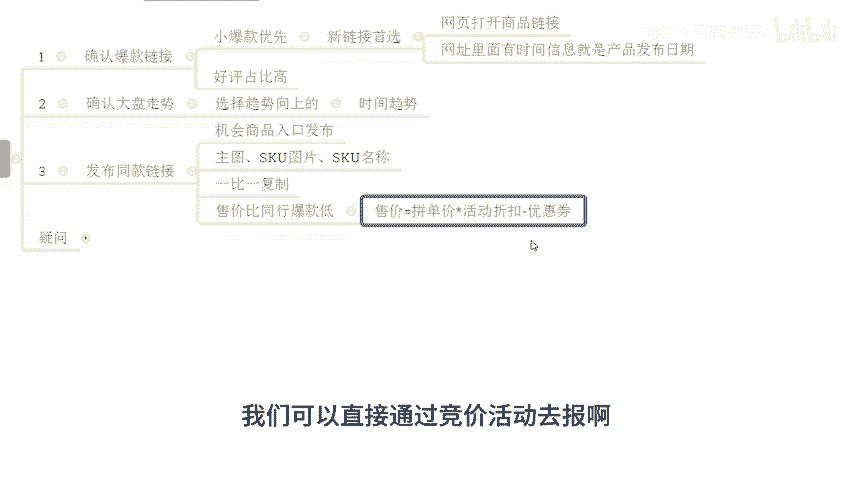 网页打开商品链接
小爆款优先 新链接首选
1 确认爆款链接
网址里面有时间信息就是产品发布日期
好评占比高
2 确认大盘走势 选择趋势向上的 时间趋势
机会商品入口发布
主图、SKU图片、SKU名称
3 发布同款链接
一比一复制
售价比同行爆款低 售价=拼单价*活动折扣-优惠券
疑问
我们可以直接通过竞价活动去报啊